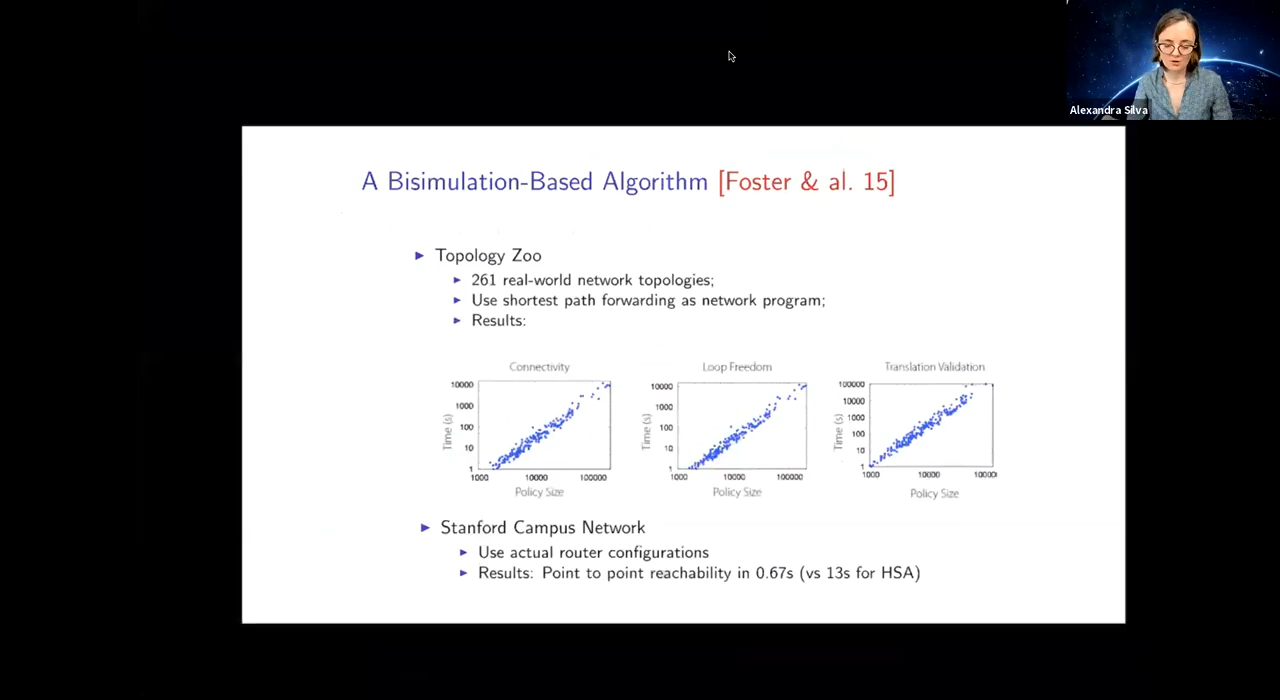 Alexandra Silva
A Bisimulation-Based Algorithm [Foster & al. 15]
Topology Zoo
261 real-world network topologies;
Use shortest path forwarding as network program;
Results:
Connectivity
10000
1000
100
10
1
Time (s)
1000 10000 100000
Policy Size
Loop Freedom
10000
1000
100
10
1
Time (s)
1000 10000 100000
Policy Size
Translation Validation
100000
10000
1000
100
10
1
Time (s)
1000 10000 10000
Policy Size
Stanford Campus Network
Use actual router configurations
Results: Point to point reachability in 0.67s (vs 13s for HSA)